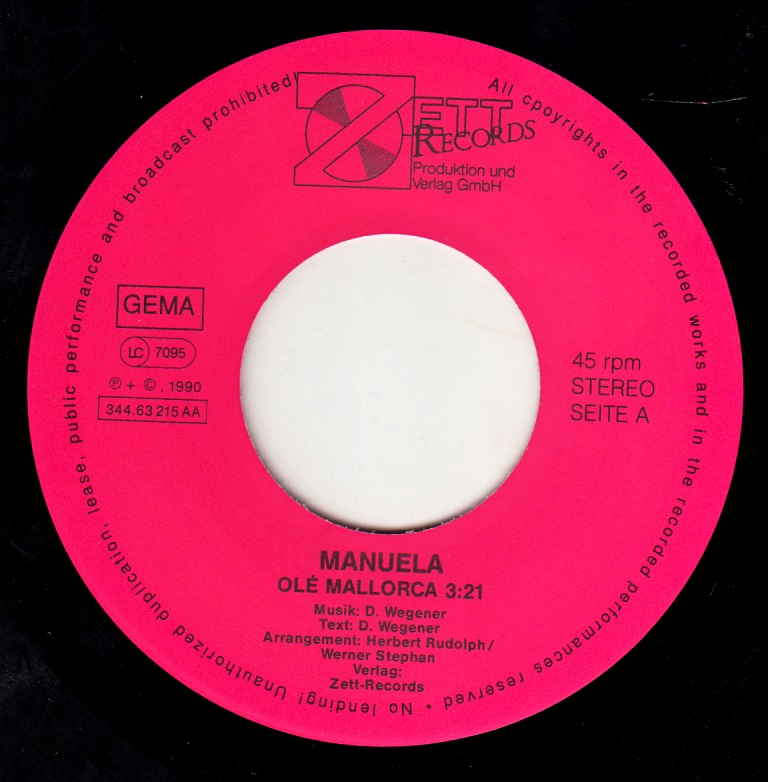 ZETT
RECORDS
Produktion und
Verlag GmbH
All cpoyrights in the recorded works and in the recorded performances reserved • No lending! Unauthorized duplication, lease, public performance and broadcast prohibited!
GEMA
LC 7095
℗ + ©. 1990
344.63 215 AA
45 rpm
STEREO
SEITE A
MANUELA
OLÉ MALLORCA 3:21
Musik: D. Wegener
Text: D. Wegener
Arrangement: Herbert Rudolph/
Werner Stephan
Verlag:
Zett-Records